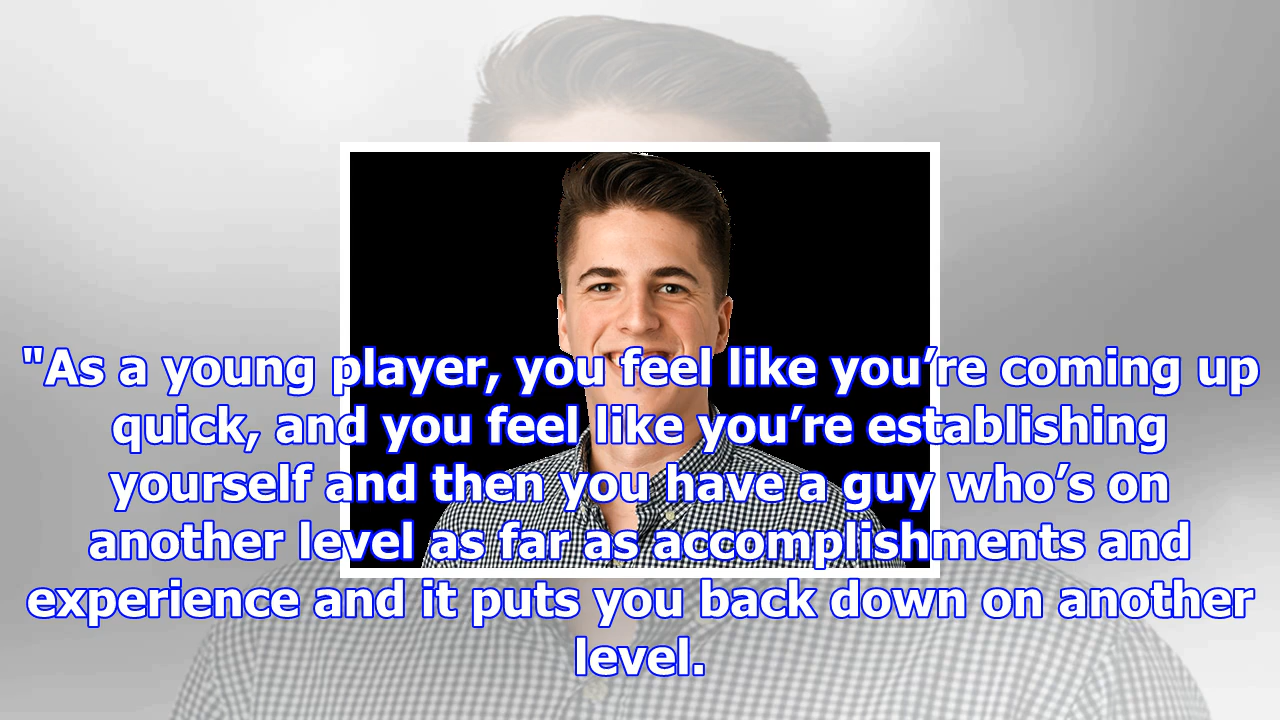 "As a young player, you feel like you’re coming up
quick, and you feel like you’re establishing
yourself and then you have a guy who’s on
another level as far as accomplishments and
experience and it puts you back down on another
level.